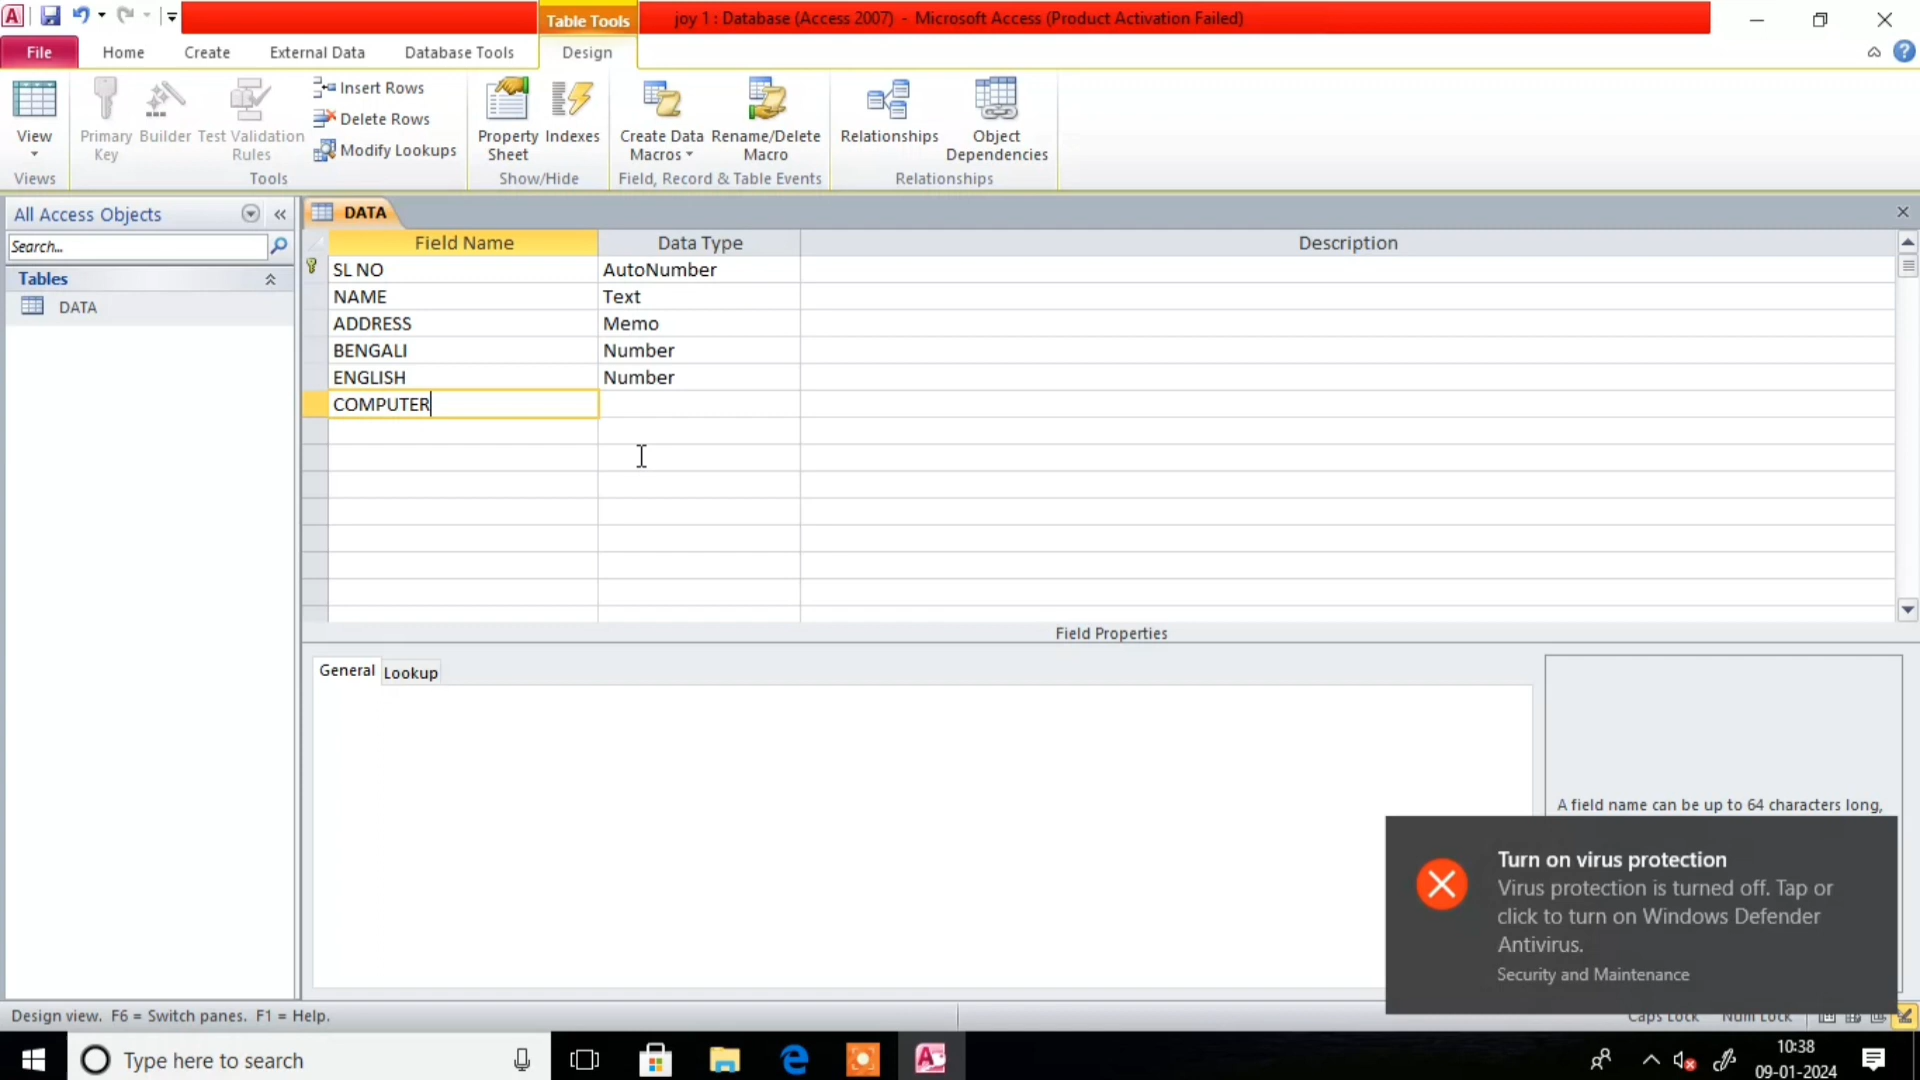 Table Tools
joy 1 : Database (Access 2007) - Microsoft Access (Product Activation Failed)
File
Home
Create
External Data
Database Tools
Design
View
Primary
Key
Builder
Test Validation
Rules
Insert Rows
Delete Rows
Modify Lookups
Property
Sheet
Indexes
Create Data
Macros
Rename/Delete
Macro
Relationships
Object
Dependencies
Views
Tools
Show/Hide
Field, Record & Table Events
Relationships
All Access Objects
Search...
Tables
DATA
DATA
Field Name Data Type Description
SL NO AutoNumber
NAME Text
ADDRESS Memo
BENGALI Number
ENGLISH Number
COMPUTER
Field Properties
General
Lookup
A field name can be up to 64 characters long,
Turn on virus protection
Virus protection is turned off. Tap or
click to turn on Windows Defender
Antivirus.
Security and Maintenance
Design view. F6 = Switch panes. F1 = Help.
Caps Lock
Num Lock
Type here to search
10:38
09-01-2024